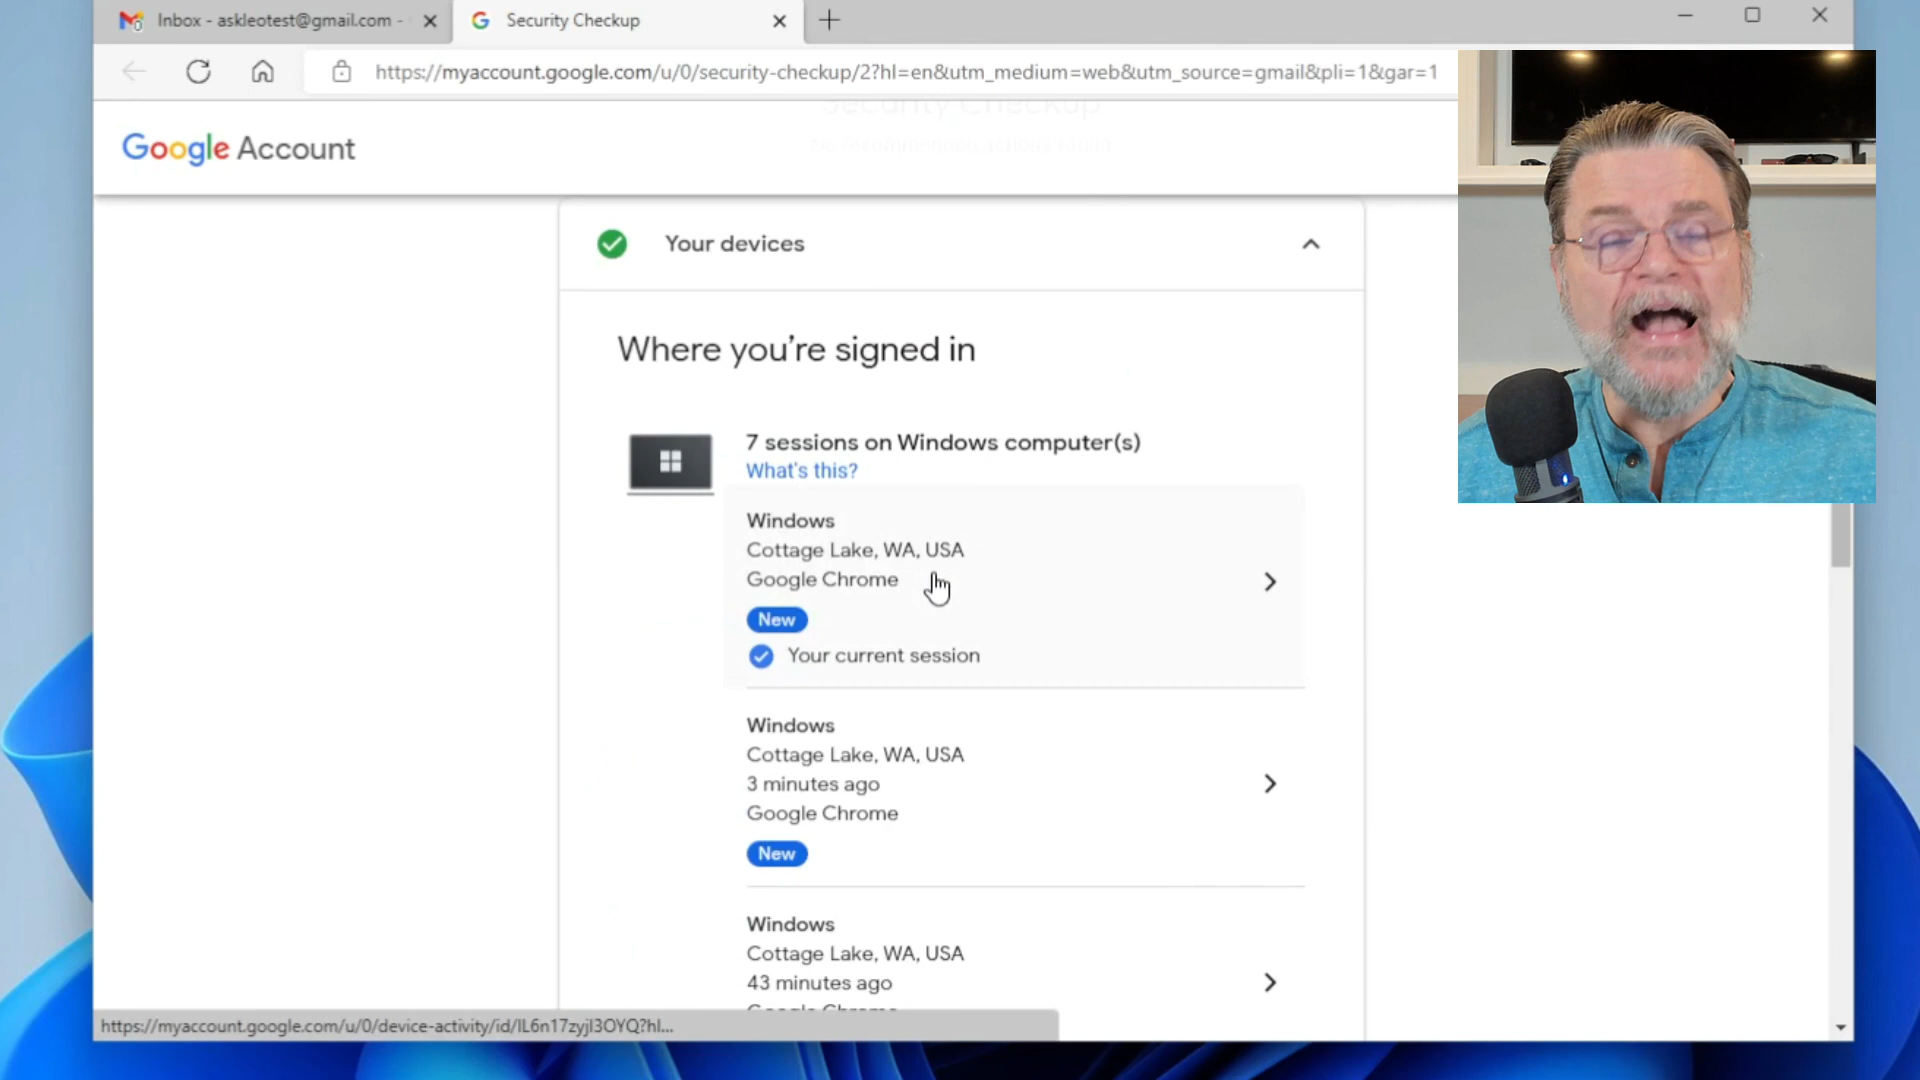 Inbox - askleotest@gmail.com -
Security Checkup
https://myaccount.google.com/u/0/security-checkup/2?hl=en&utm_medium=web&utm_source=gmail&pli=1&gar=1
Security Checkup
Google Account
Your devices
Where you're signed in
7 sessions on Windows computer(s)
What's this?
Windows
Cottage Lake, WA, USA
Google Chrome
New
Your current session
Windows
Cottage Lake, WA, USA
3 minutes ago
Google Chrome
New
Windows
Cottage Lake, WA, USA
43 minutes ago
Google Chrome
https://myaccount.google.com/u/0/device-activity/id/IL6n17zyjI3OYQ?hl...